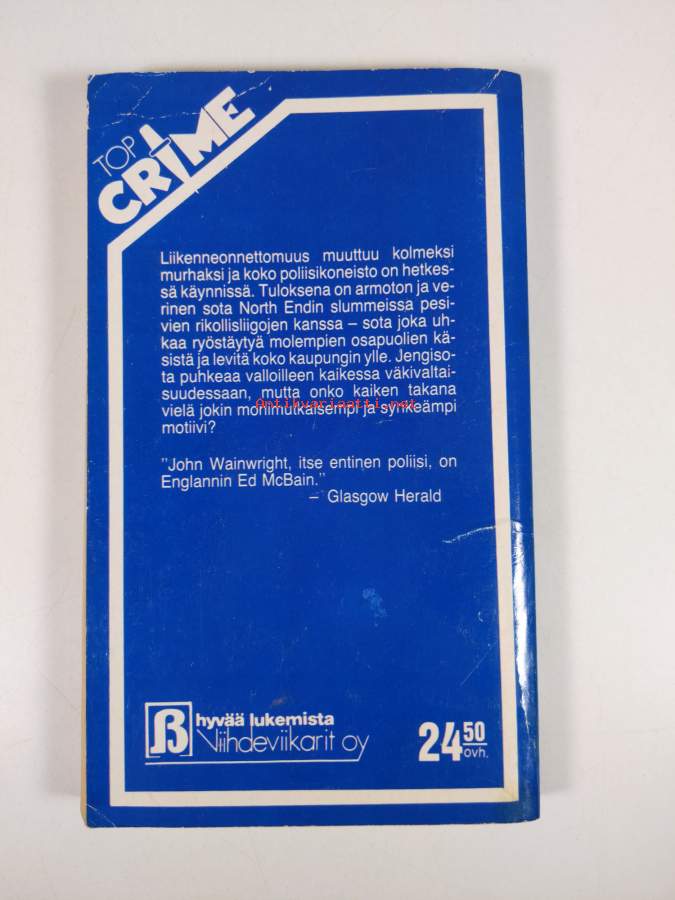 TOP
CRIME
Liikenneonnettomuus muuttuu kolmeksi
murhaksi ja koko poliisikoneisto on hetkes-
sä käynnissä. Tuloksena on armoton ja ve-
rinen sota North Endin slummeissa pesi-
vien rikollisliigojen kanssa – sota joka uh-
kaa ryöstäytyä molempien osapuolien kä-
sistä ja levitä koko kaupungin ylle. Jengiso-
ta puhkeaa valloilleen kaikessa väkivaltai-
suudessaan, mutta onko kaiken takana
Antikvariaatti.net
vielä jokin monimutkaisempi ja synkeämpi
motiivi?
"John Wainwright, itse entinen poliisi, on
Englannin Ed McBain."
– Glasgow Herald
hyvää lukemista
Viihdeviikarit oy
24 50
ovh.